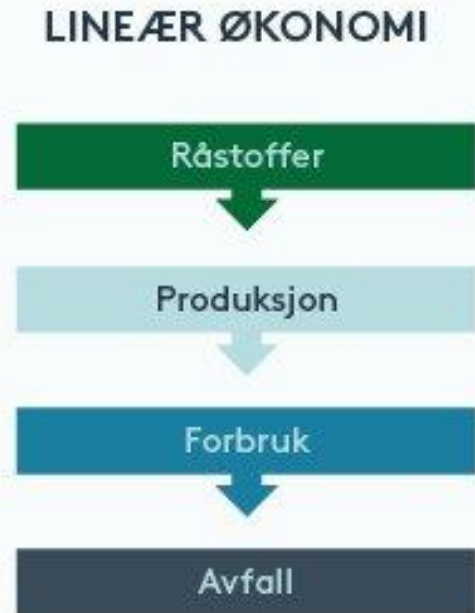 LINEÆR ØKONOMI
Råstoffer
Produksjon
Forbruk
Avfall